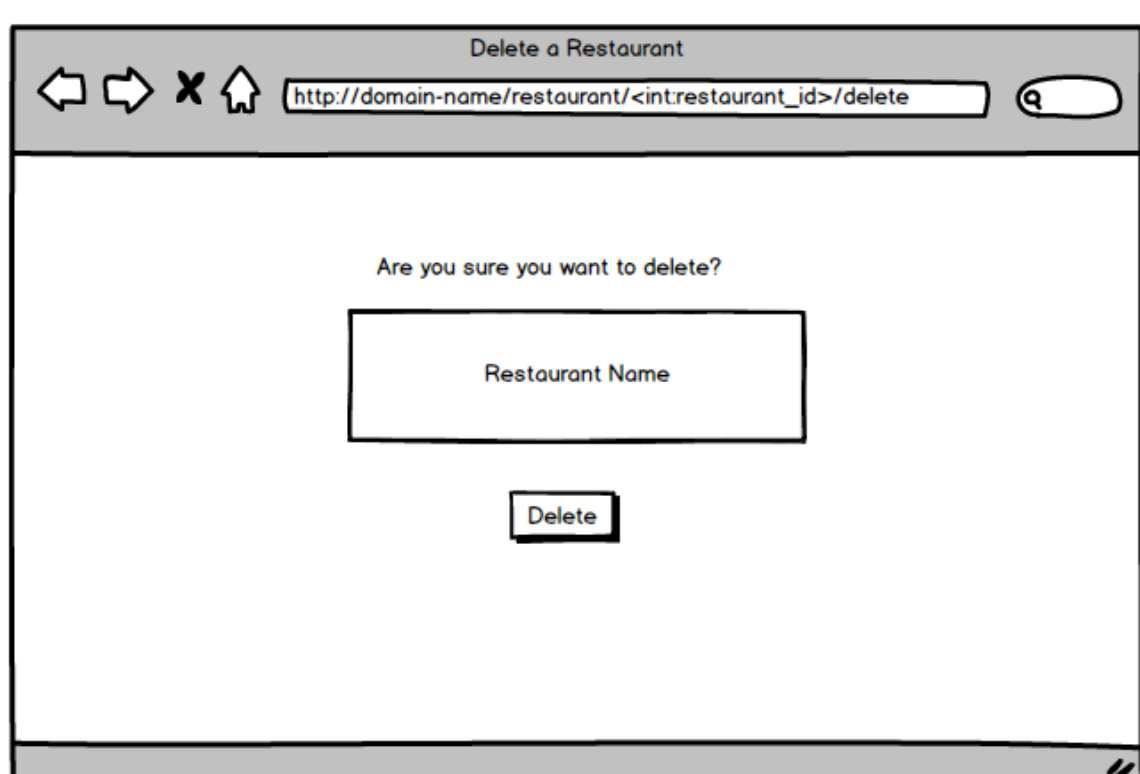 Delete a Restaurant
http://domain-name/restaurant/<int:restaurant_id>/delete
Are you sure you want to delete?
Restaurant Name
Delete